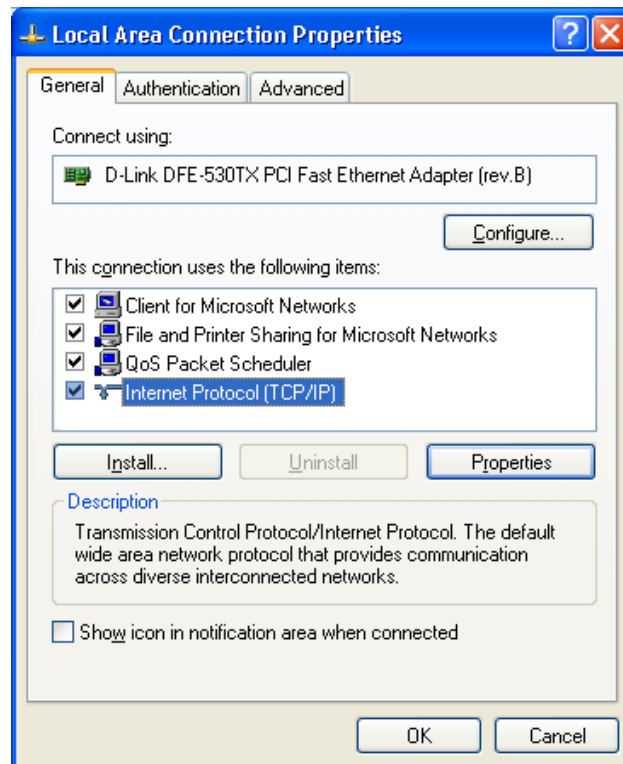 Local Area Connection Properties
General Authentication Advanced
Connect using:
D-Link DFE-530TX PCI Fast Ethernet Adapter (rev.B)
Configure...
This connection uses the following items:
Client for Microsoft Networks
File and Printer Sharing for Microsoft Networks
QoS Packet Scheduler
Internet Protocol (TCP/IP)
Install... Uninstall Properties
Description
Transmission Control Protocol/Internet Protocol. The default
wide area network protocol that provides communication
across diverse interconnected networks.
Show icon in notification area when connected
OK Cancel